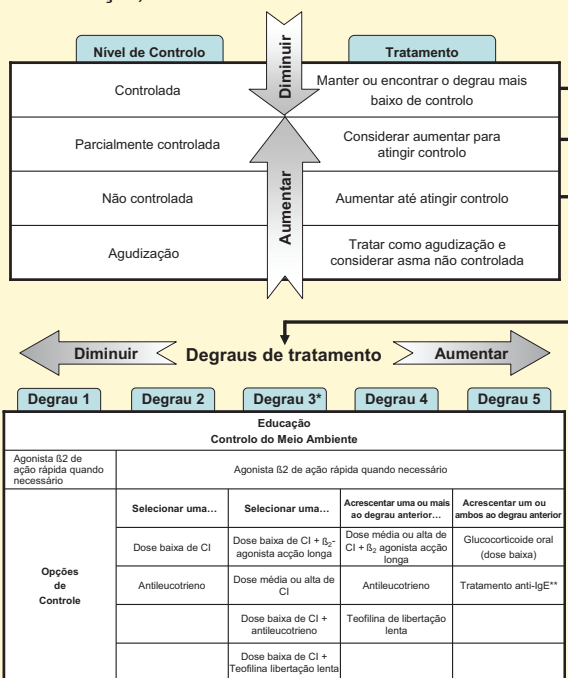 Nível de Controlo
Diminuir
Tratamento
Controlada
Manter ou encontrar o degrau mais
baixo de controlo
Parcialmente controlada
Considerar aumentar para
atingir controlo
Aumentar
Não controlada
Aumentar até atingir controlo
Agudização
Tratar como agudização e
considerar asma não controlada
Diminuir
Degraus de tratamento
Aumentar
Degrau 1
Degrau 2
Degrau 3*
Degrau 4
Degrau 5
Educação
Controlo do Meio Ambiente
Agonista ß2 de
ação rápida quando
necessário
Agonista ß2 de ação rápida quando necessário
Opções
de
Controle
Selecionar uma...
Selecionar uma...
Acrescentar uma ou mais
ao degrau anterior...
Acrescentar um ou
ambos ao degrau anterior
Dose baixa de CI
Dose baixa de CI + ß2-
agonista acção longa
Dose média ou alta de
CI + ß2 agonista acção
longa
Glucocorticoide oral
(dose baixa)
Antileucotrieno
Dose média ou alta de
CI
Antileucotrieno
Tratamento anti-IgE**
Dose baixa de CI +
antileucotrieno
Teofilina de libertação
lenta
Dose baixa de CI +
Teofilina libertação lenta